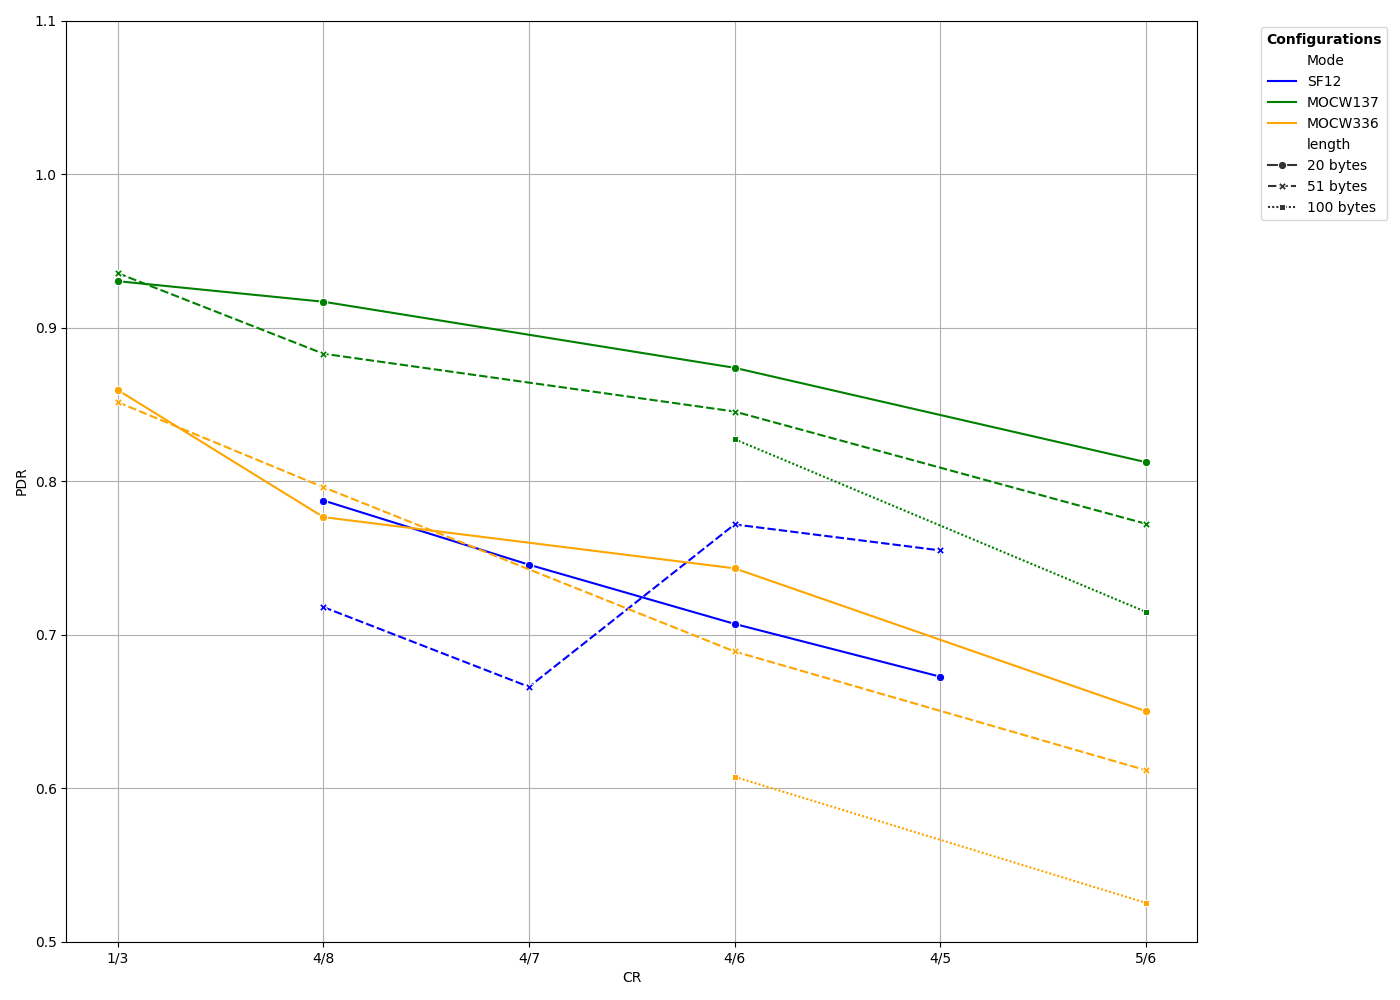 1.1
1.0
0.9
0.8
0.7
0.6
0.5
PDR
1/3 4/8 4/7 4/6 4/5 5/6
CR
Configurations
Mode
SF12
MOCW137
MOCW336
length
20 bytes
51 bytes
100 bytes